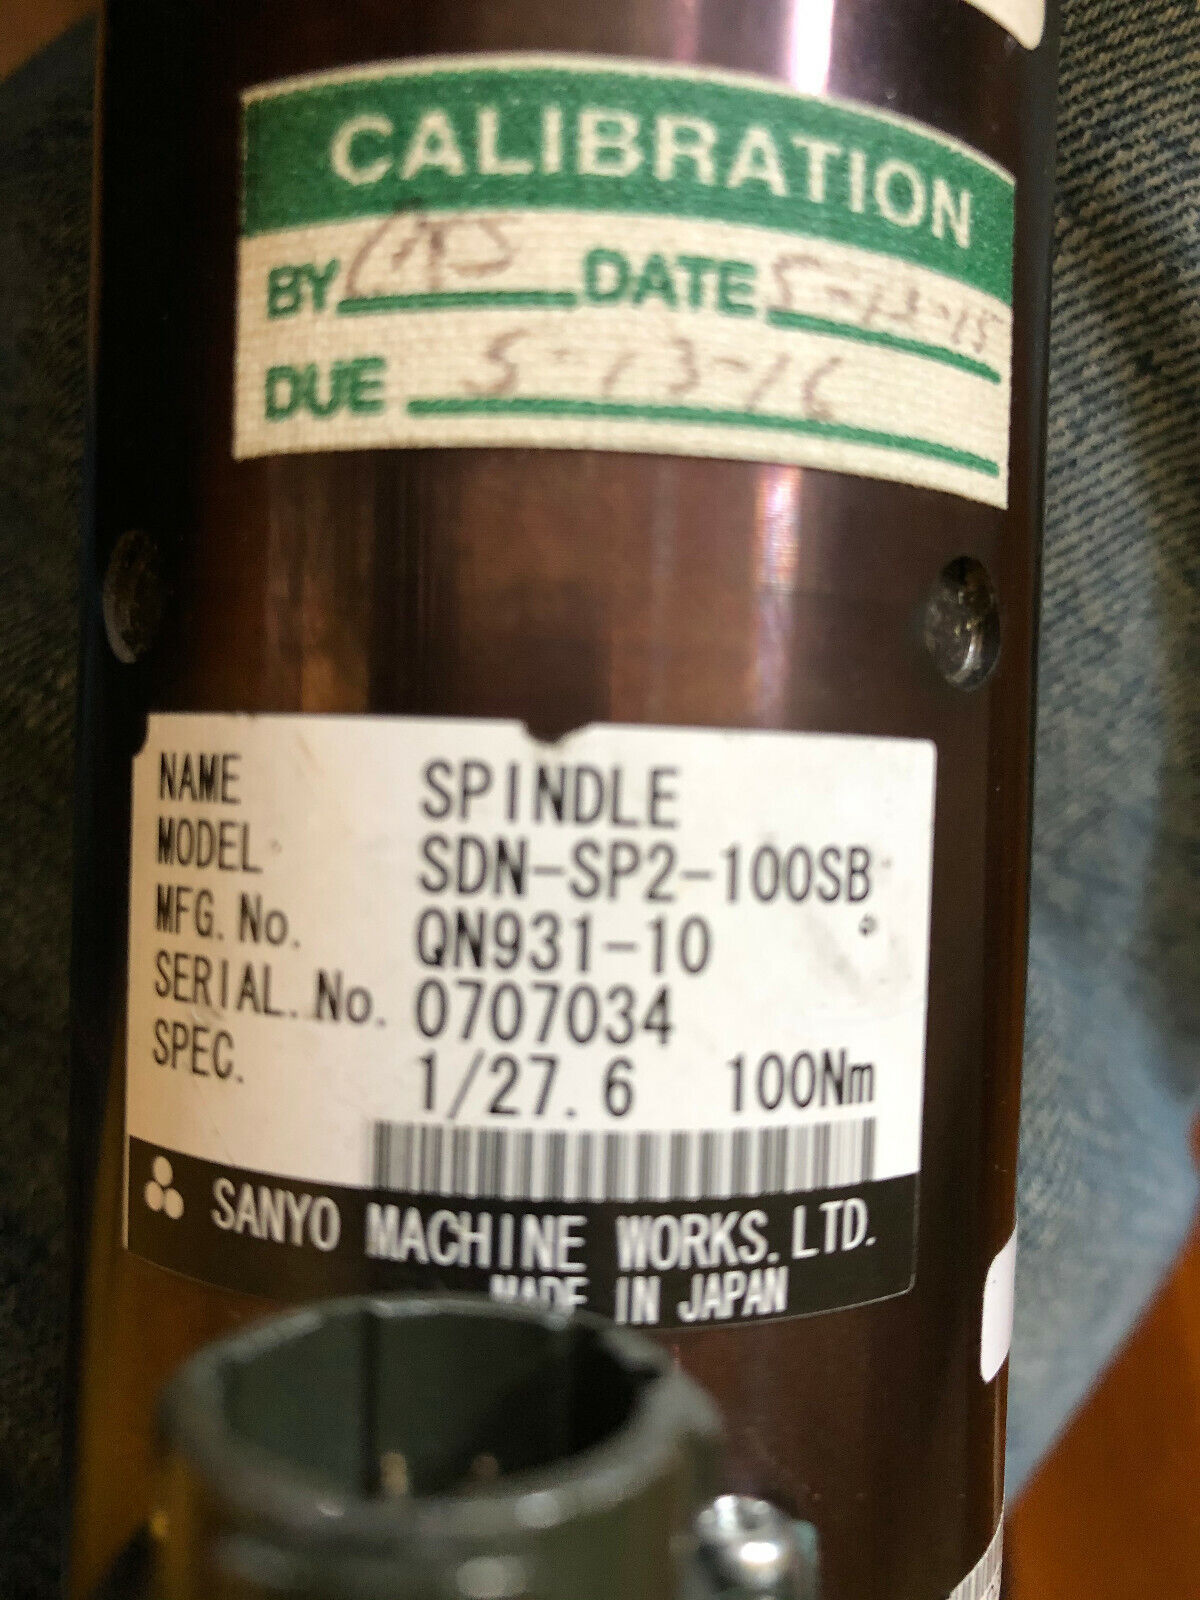 CALIBRATION
BY DATE 5-13-15
DUE 5-13-16
NAME SPINDLE
MODEL SDN-SP2-100SB
MFG. No. QN931-10
SERIAL. No. 0707034
SPEC. 1/27.6 100Nm
SANYO MACHINE WORKS. LTD.
MADE IN JAPAN